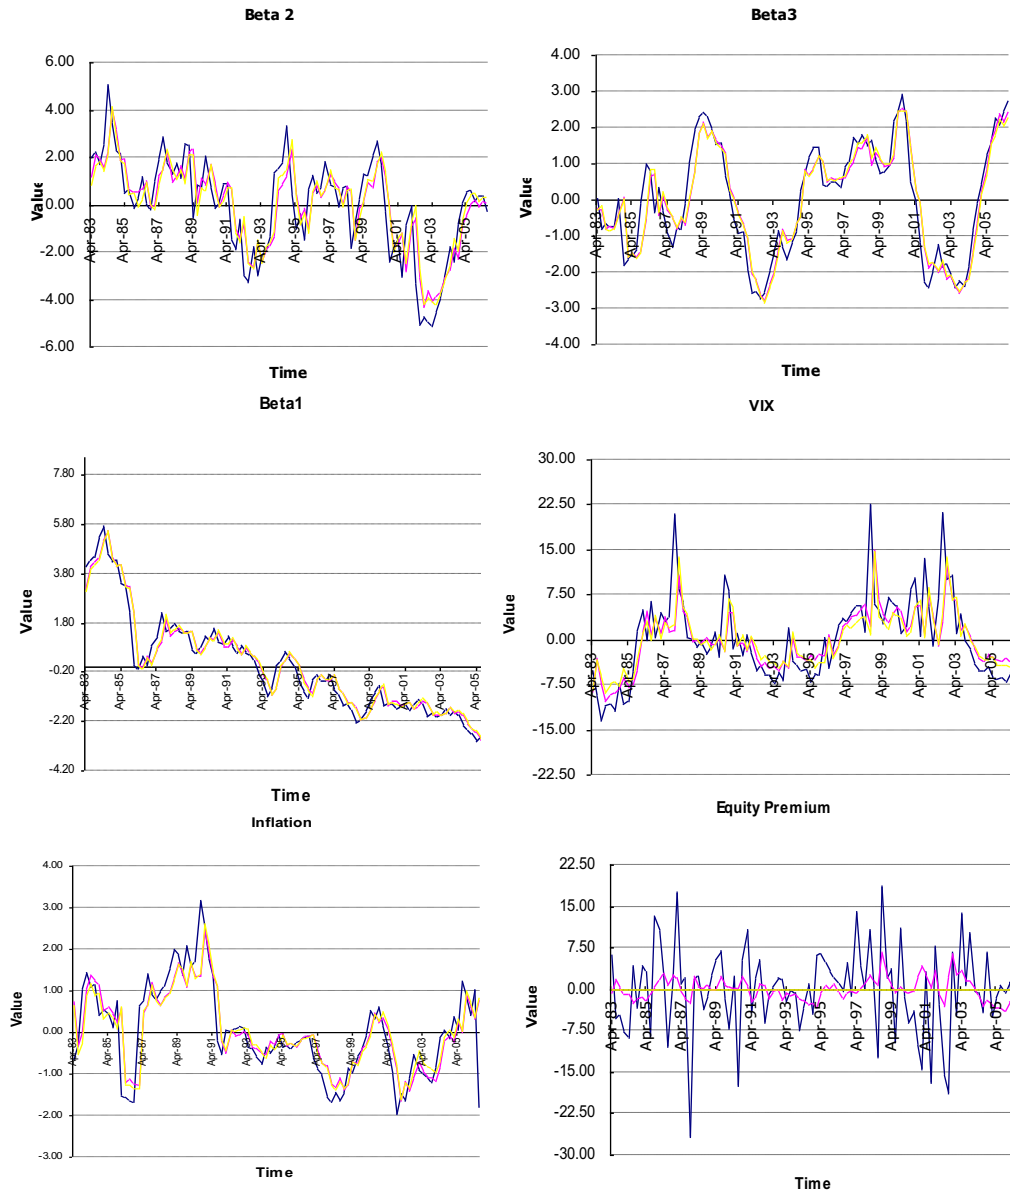 Beta 2
6.00
4.00
2.00
0.00
-2.00
-4.00
-6.00
Value
Apr-83
Apr-85
Apr-87
Apr-89
Apr-91
Apr-93
Apr-95
Apr-97
Apr-99
Apr-01
Apr-03
Apr-05
Time
Beta3
4.00
3.00
2.00
1.00
0.00
-1.00
-2.00
-3.00
-4.00
Value
Apr-83
Apr-85
Apr-87
Apr-89
Apr-91
Apr-93
Apr-95
Apr-97
Apr-99
Apr-01
Apr-03
Apr-05
Time
Beta1
7.80
5.80
3.80
1.80
-0.20
-2.20
-4.20
Value
Apr-83
Apr-85
Apr-87
Apr-89
Apr-91
Apr-93
Apr-95
Apr-97
Apr-99
Apr-01
Apr-03
Apr-05
Time
VIX
30.00
22.50
15.00
7.50
0.00
-7.50
-15.00
-22.50
Value
Apr-83
Apr-85
Apr-87
Apr-89
Apr-91
Apr-93
Apr-95
Apr-97
Apr-99
Apr-01
Apr-03
Apr-05
Inflation
4.00
3.00
2.00
1.00
0.00
-1.00
-2.00
-3.00
Value
Apr-83
Apr-85
Apr-87
Apr-89
Apr-91
Apr-93
Apr-95
Apr-97
Apr-99
Apr-01
Apr-03
Apr-05
Time
Equity Premium
22.50
15.00
7.50
0.00
-7.50
-15.00
-22.50
-30.00
Value
Apr-83
Apr-85
Apr-87
Apr-89
Apr-91
Apr-93
Apr-95
Apr-97
Apr-99
Apr-01
Apr-03
Apr-05
Time